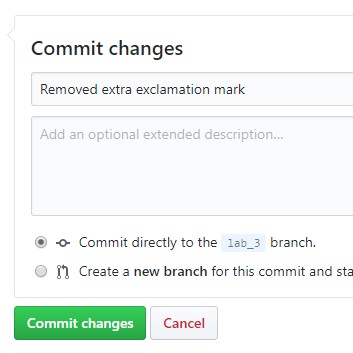 Commit changes
Removed extra exclamation mark
Add an optional extended description...
Commit directly to the lab_3 branch.
Create a new branch for this commit and sta
Commit changes
Cancel